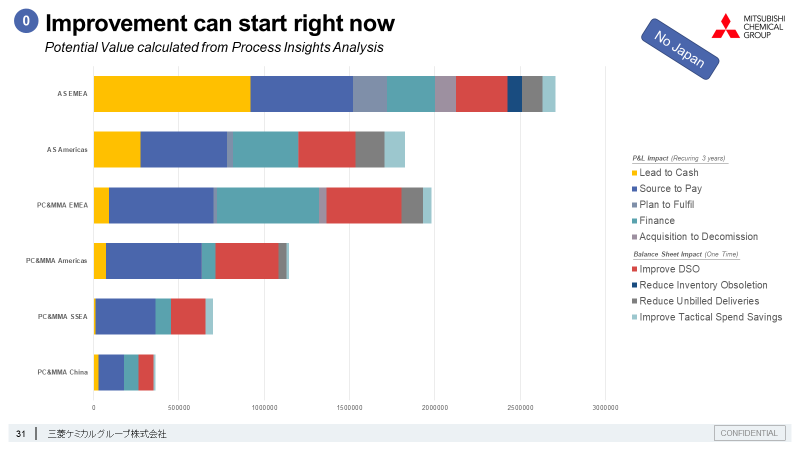 0
Improvement can start right now
Potential Value calculated from Process Insights Analysis
No Japan
MITSUBISHI
CHEMICAL
GROUP
AS EMEA
AS Americas
PC&MMA EMEA
PC&MMA Americas
PC&MMA SSEA
PC&MMA China
0 500000 1000000 1500000 2000000 2500000 3000000
P&L Impact (Recuring 3 years)
Lead to Cash
Source to Pay
Plan to Fulfil
Finance
Acquisition to Decomission
Balance Sheet Impact (One Time)
Improve DSO
Reduce Inventory Obsoletion
Reduce Unbilled Deliveries
Improve Tactical Spend Savings
31 三菱ケミカルグループ株式会社
CONFIDENTIAL